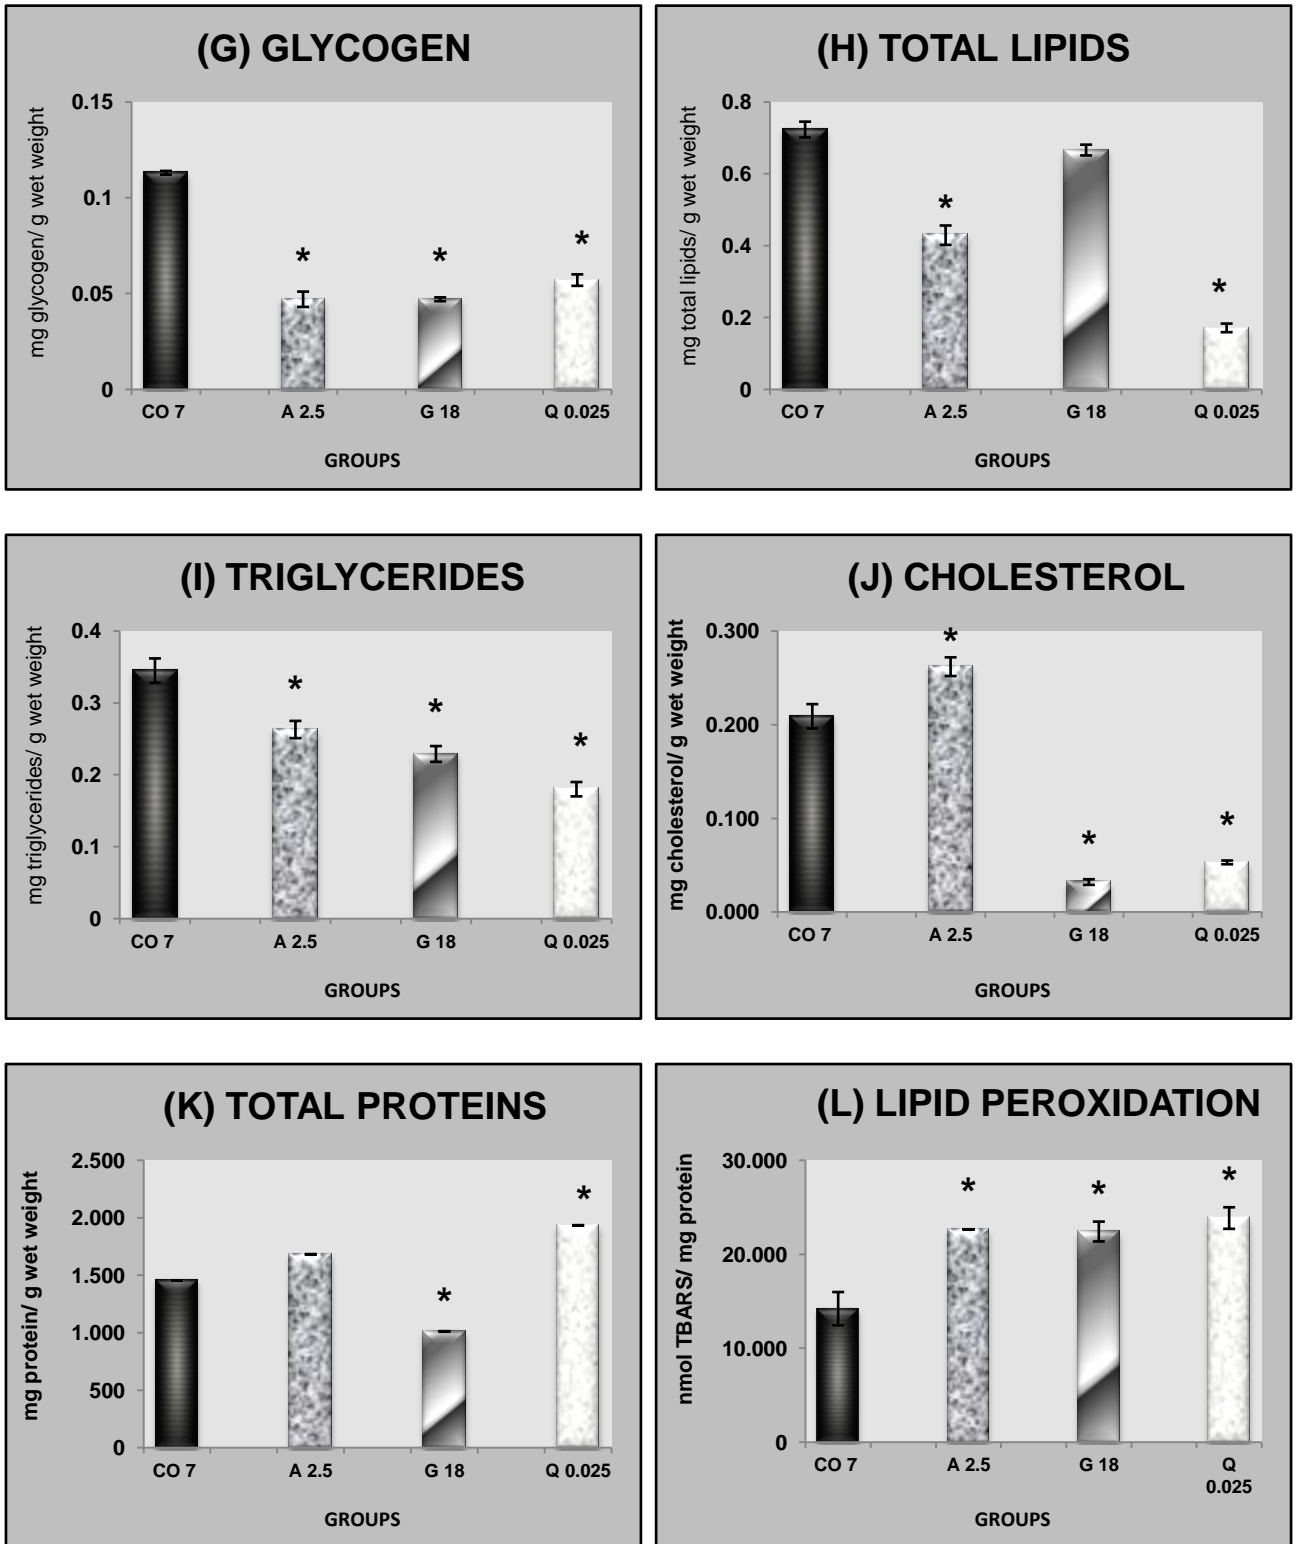 (G) GLYCOGEN
mg glycogen/ g wet weight
0.15
0.1
0.05
0
*
*
*
CO 7 A 2.5 G 18 Q 0.025
GROUPS
(H) TOTAL LIPIDS
mg total lipids/ g wet weight
0.8
0.6
0.4
0.2
0
*
*
CO 7 A 2.5 G 18 Q 0.025
GROUPS
(I) TRIGLYCERIDES
mg triglycerides/ g wet weight
0.4
0.3
0.2
0.1
0
*
*
*
CO 7 A 2.5 G 18 Q 0.025
GROUPS
(J) CHOLESTEROL
mg cholesterol/ g wet weight
0.300
0.200
0.100
0.000
*
*
*
CO 7 A 2.5 G 18 Q 0.025
GROUPS
(K) TOTAL PROTEINS
mg protein/ g wet weight
2.500
2.000
1.500
1.000
500
0
*
*
CO 7 A 2.5 G 18 Q 0.025
GROUPS
(L) LIPID PEROXIDATION
nmol TBARS/ mg protein
30.000
20.000
10.000
0
*
*
*
CO 7 A 2.5 G 18 Q
0.025
GROUPS